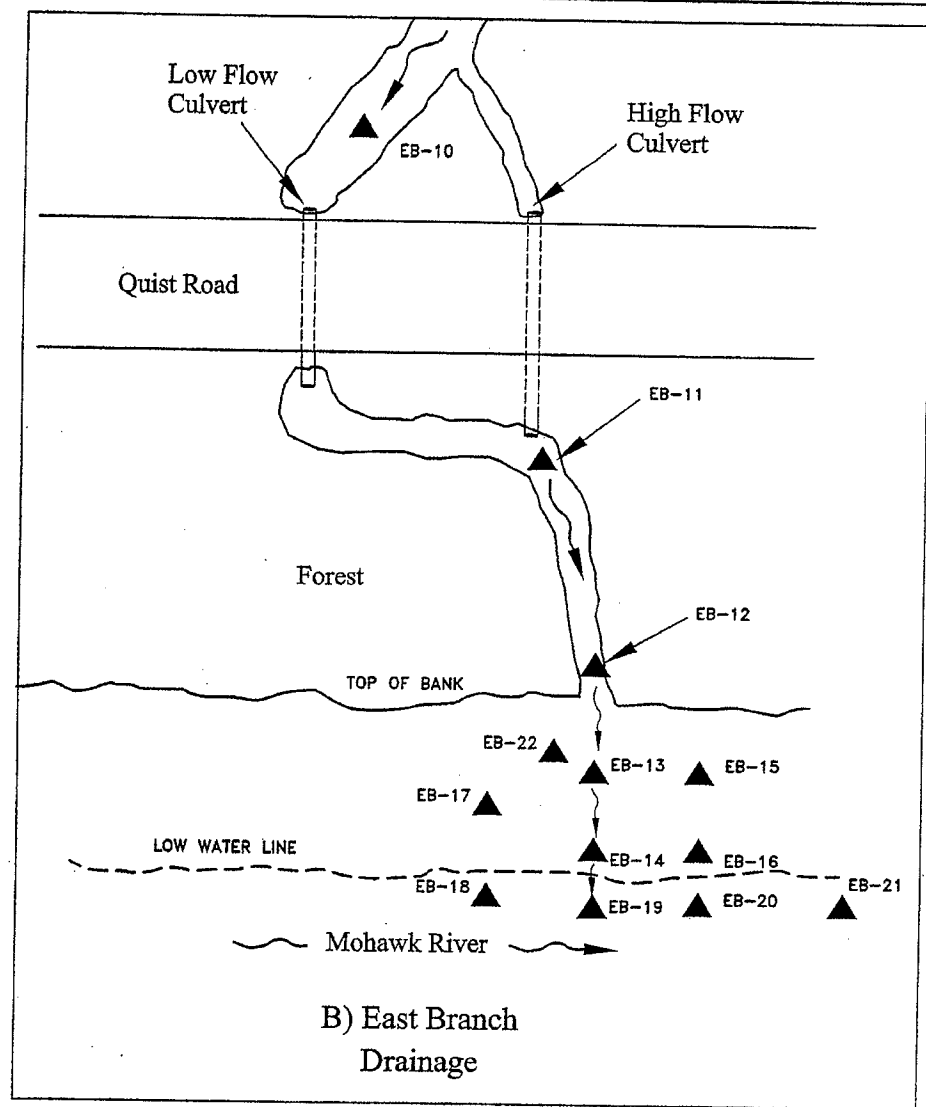 Low Flow
Culvert
High Flow
Culvert
EB-10
Quist Road
EB-11
Forest
EB-12
TOP OF BANK
EB-22
EB-13
EB-15
EB-17
LOW WATER LINE
EB-14
EB-16
EB-18
EB-19
EB-20
EB-21
Mohawk River
B) East Branch
Drainage